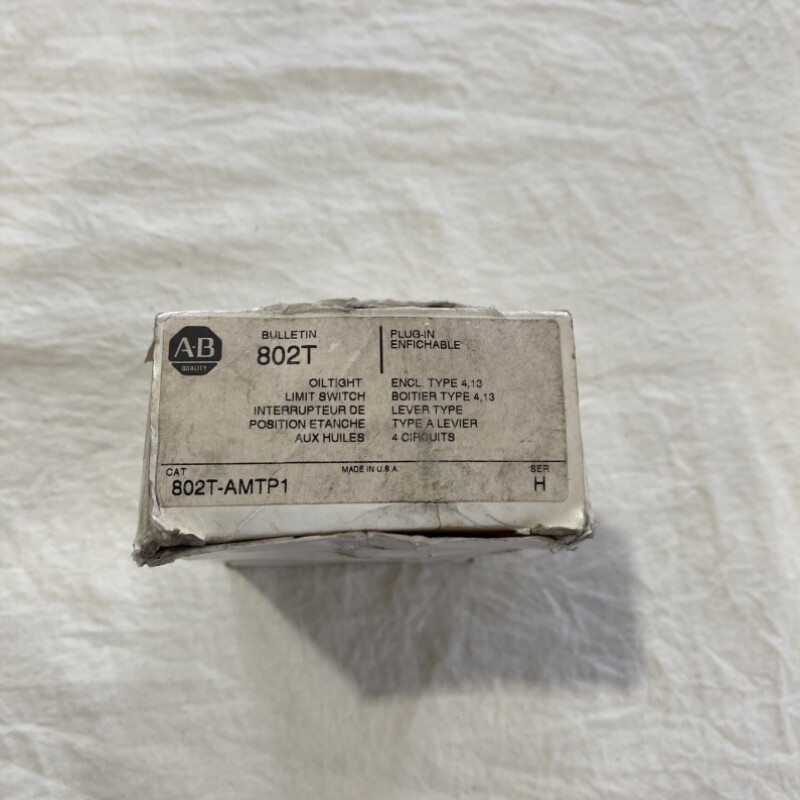 A-B
QUALITY
BULLETIN
802T
PLUG-IN
ENFICHABLE
OILTIGHT
LIMIT SWITCH
INTERRUPTEUR DE
POSITION ETANCHE
AUX HUILES
ENCL. TYPE 4,13
BOITIER TYPE 4,13
LEVER TYPE
TYPE A LEVIER
4 CIRCUITS
CAT
802T-AMTP1
MADE IN U.S.A.
SER
H